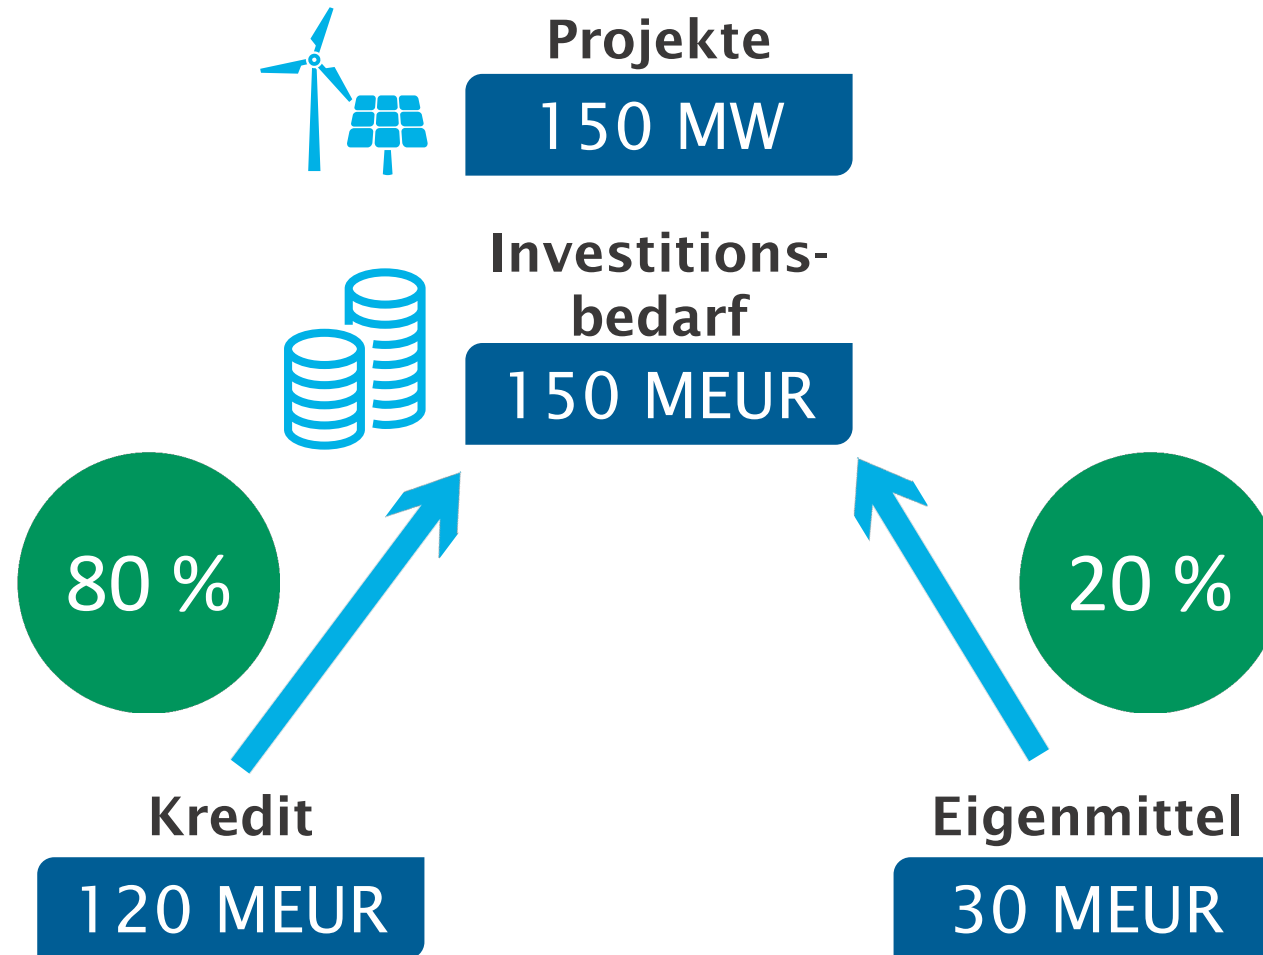 Projekte
150 MW
Investitions-
bedarf
150 MEUR
80 %
20 %
Kredit
120 MEUR
Eigenmittel
30 MEUR